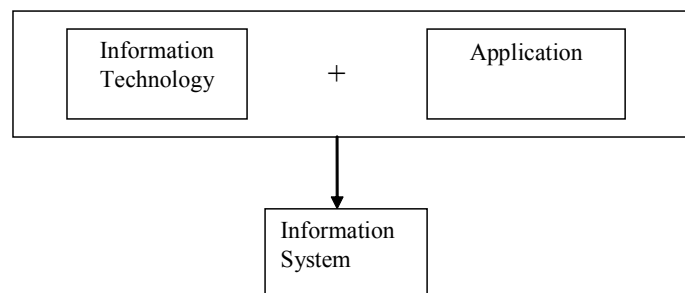 Information
Technology
+
Application
Information
System